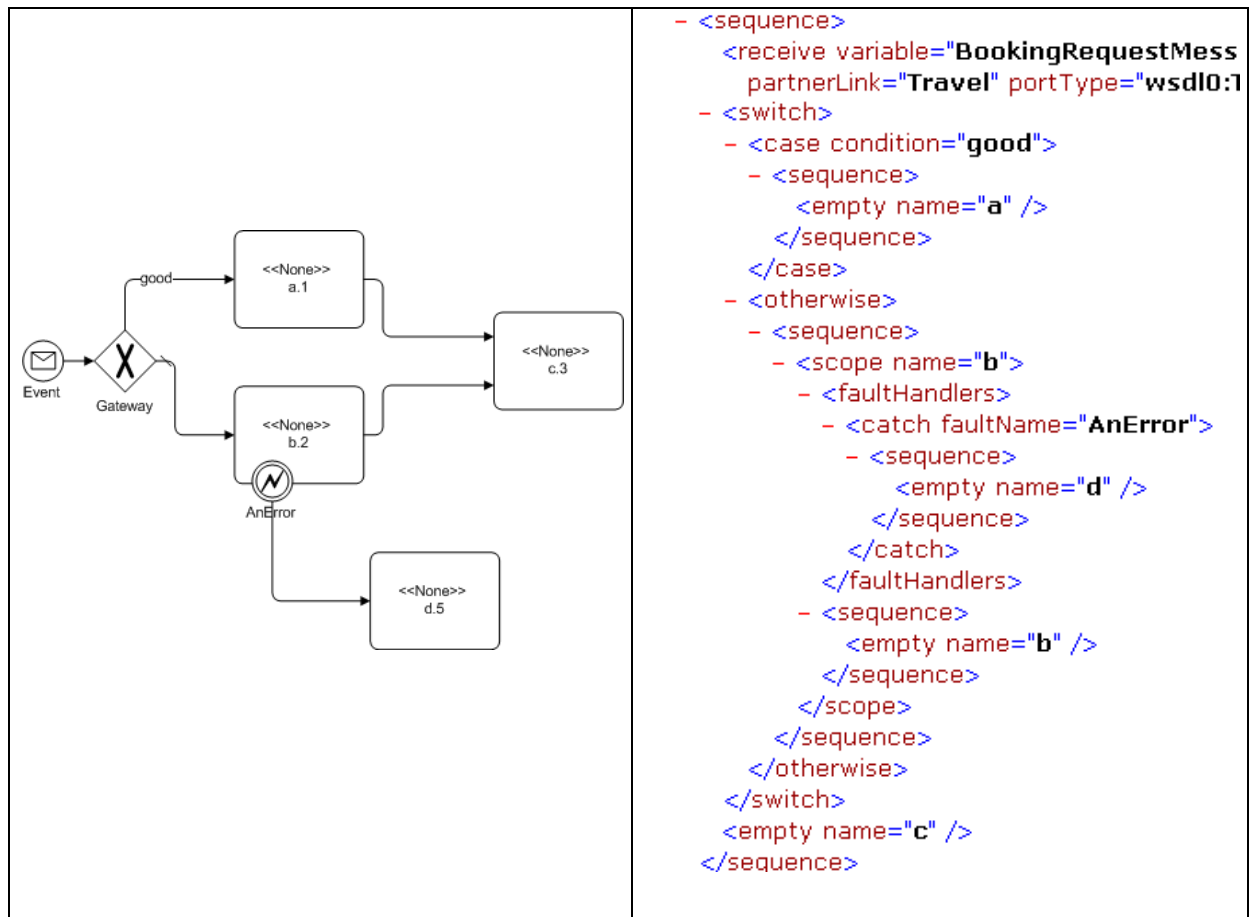 good
<<None>>
a.1
<<None>>
c.3
Event
Gateway
<<None>>
b.2
AnError
<<None>>
d.5
− <sequence>
<receive variable="BookingRequestMess
partnerLink="Travel" portType="wsdl0:T
− <switch>
− <case condition="good">
− <sequence>
<empty name="a" />
</sequence>
</case>
− <otherwise>
− <sequence>
− <scope name="b">
− <faultHandlers>
− <catch faultName="AnError">
− <sequence>
<empty name="d" />
</sequence>
</catch>
</faultHandlers>
− <sequence>
<empty name="b" />
</sequence>
</scope>
</sequence>
</otherwise>
</switch>
<empty name="c" />
</sequence>